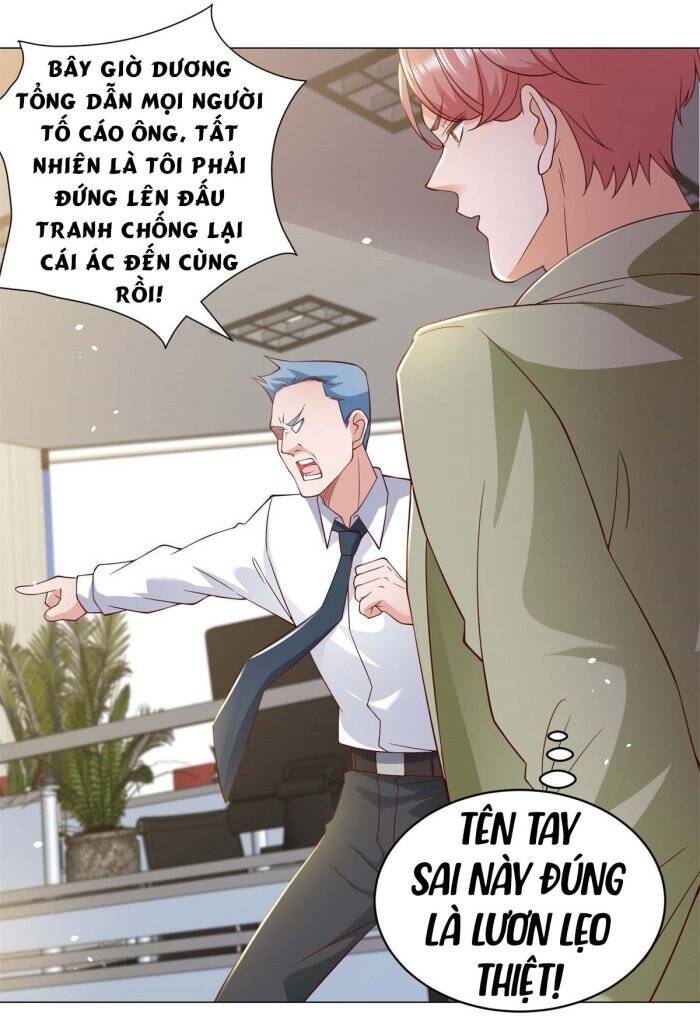 BÂY GIỜ DƯƠNG
TỔNG DẪN MỌI NGƯỜI
TỐ CÁO ÔNG, TẤT
NHIÊN LÀ TÔI PHẢI
ĐỨNG LÊN ĐẤU
TRANH CHỐNG LẠI
CÁI ÁC ĐẾN CÙNG
RỒI!
TÊN TAY
SAI NÀY ĐÚNG
LÀ LƯƠN LẸO
THIỆT!